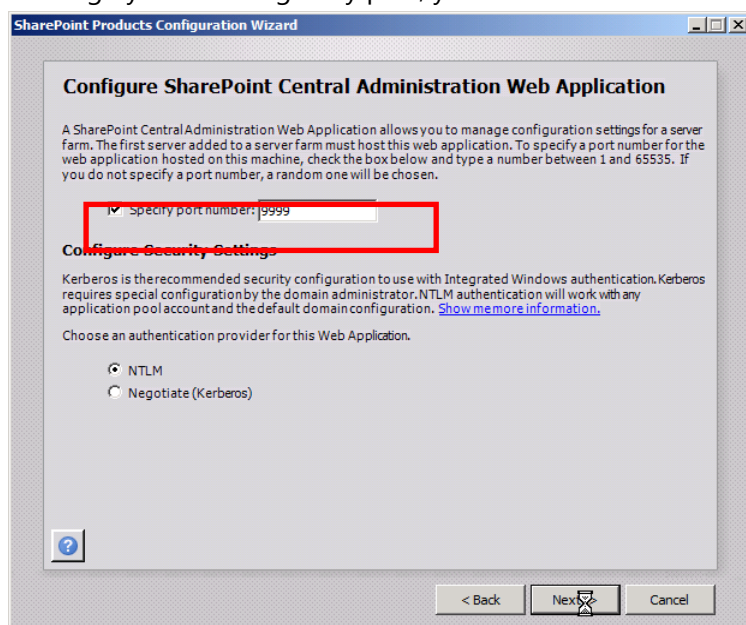 SharePoint Products Configuration Wizard
Configure SharePoint Central Administration Web Application
A SharePoint Central Administration Web Application allows you to manage configuration settings for a server
farm. The first server added to a server farm must host this web application. To specify a port number for the
web application hosted on this machine, check the box below and type a number between 1 and 65535. If
you do not specify a port number, a random one will be chosen.
Specify port number: 9999
Configure Security Settings
Kerberos is the recommended security configuration to use with Integrated Windows authentication. Kerberos
requires special configuration by the domain administrator. NTLM authentication will work with any
application pool account and the default domain configuration. Show me more information.
Choose an authentication provider for this Web Application.
NTLM
Negotiate (Kerberos)
< Back Next > Cancel